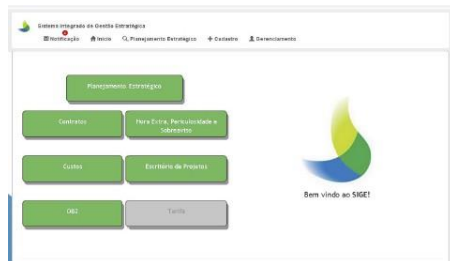 Sistema Integrado de Gestão Estratégica
Notificação Início Planejamento Estratégico + Cadastro Gerenciamento
Planejamento Estratégico
Contratos
Hora Extra, Periculosidade e
Sobreaviso
Custos
Escritório de Projetos
Tarifa
Bem vindo ao SIGE!